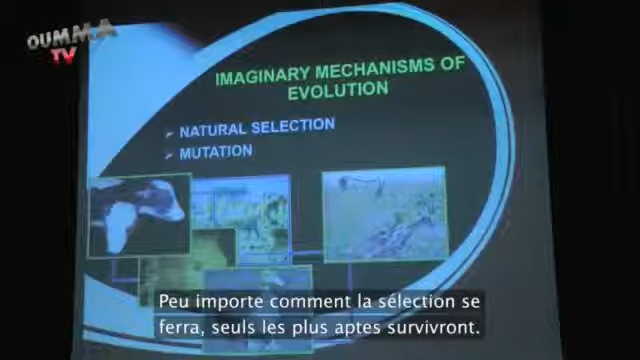 OUMMA
TV
IMAGINARY MECHANISMS OF
EVOLUTION
➢ NATURAL SELECTION
➢ MUTATION
Peu importe comment la sélection se
ferra, seuls les plus aptes survivront.